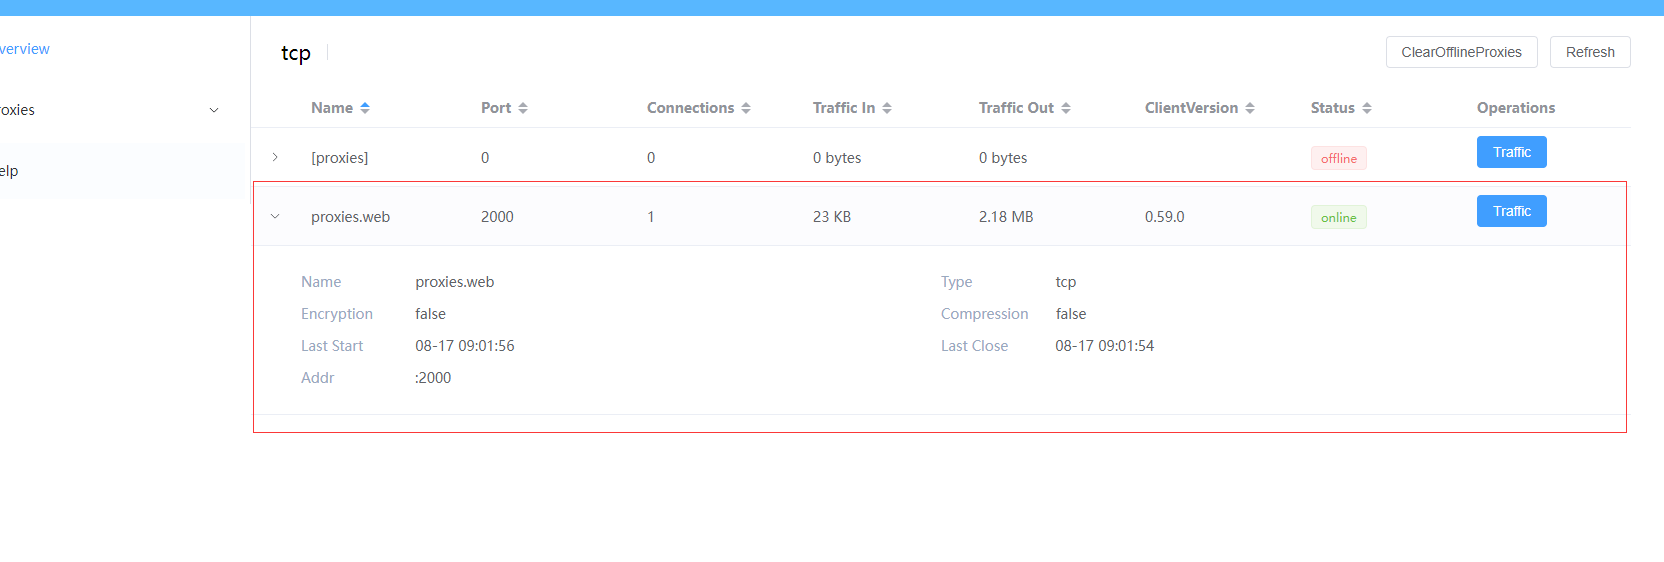 verview
tcp
ClearOfflineProxies Refresh
roxies
Name Port Connections Traffic In Traffic Out ClientVersion Status Operations
elp
[proxies] 0 0 0 bytes 0 bytes offline Traffic
proxies.web 2000 1 23 KB 2.18 MB 0.59.0 online Traffic
Name proxies.web Type tcp
Encryption false Compression false
Last Start 08-17 09:01:56 Last Close 08-17 09:01:54
Addr :2000